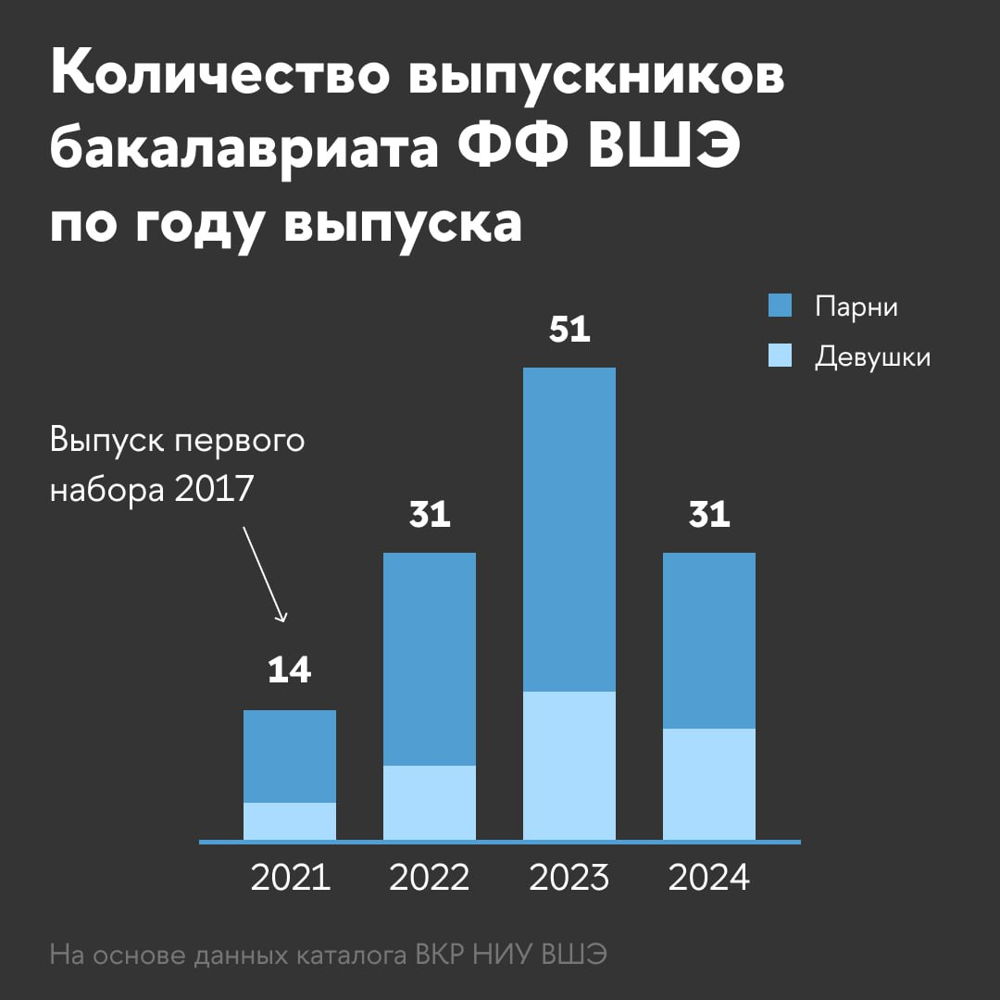 Количество выпускников
бакалавриата ФФ ВШЭ
по году выпуска
Парни
Девушки
51
Выпуск первого
набора 2017
31
31
14
2021 2022 2023 2024
На основе данных каталога ВКР НИУ ВШЭ